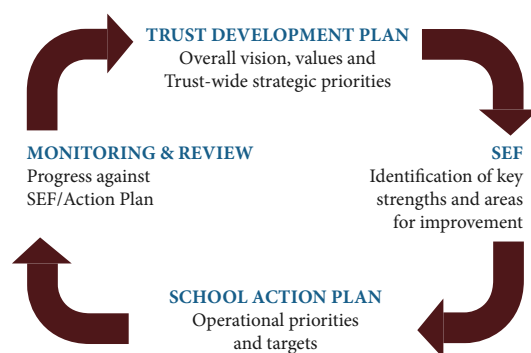 TRUST DEVELOPMENT PLAN
Overall vision, values and
Trust-wide strategic priorities
SEF
Identification of key
strengths and areas
for improvement
SCHOOL ACTION PLAN
Operational priorities
and targets
MONITORING & REVIEW
Progress against
SEF/Action Plan